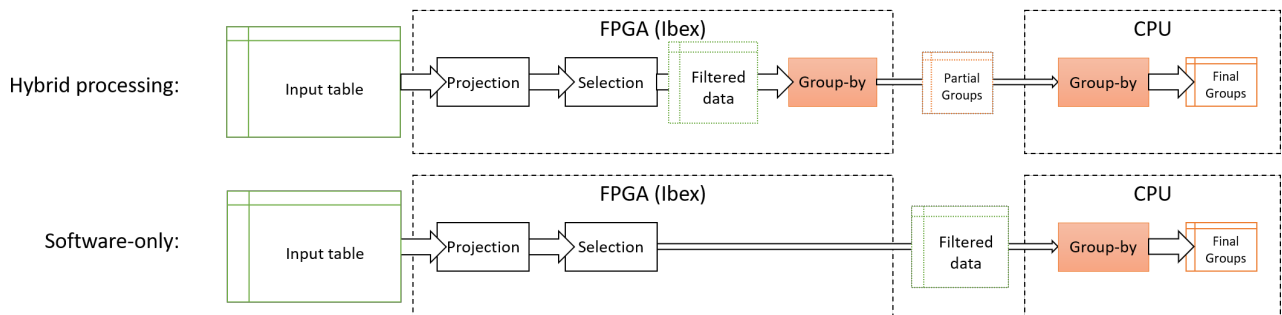 FPGA (Ibex)
CPU
Hybrid processing:
Input table
Projection
Selection
Filtered
data
Group-by
Partial
Groups
Group-by
Final
Groups
FPGA (Ibex)
CPU
Software-only:
Input table
Projection
Selection
Filtered
data
Group-by
Final
Groups